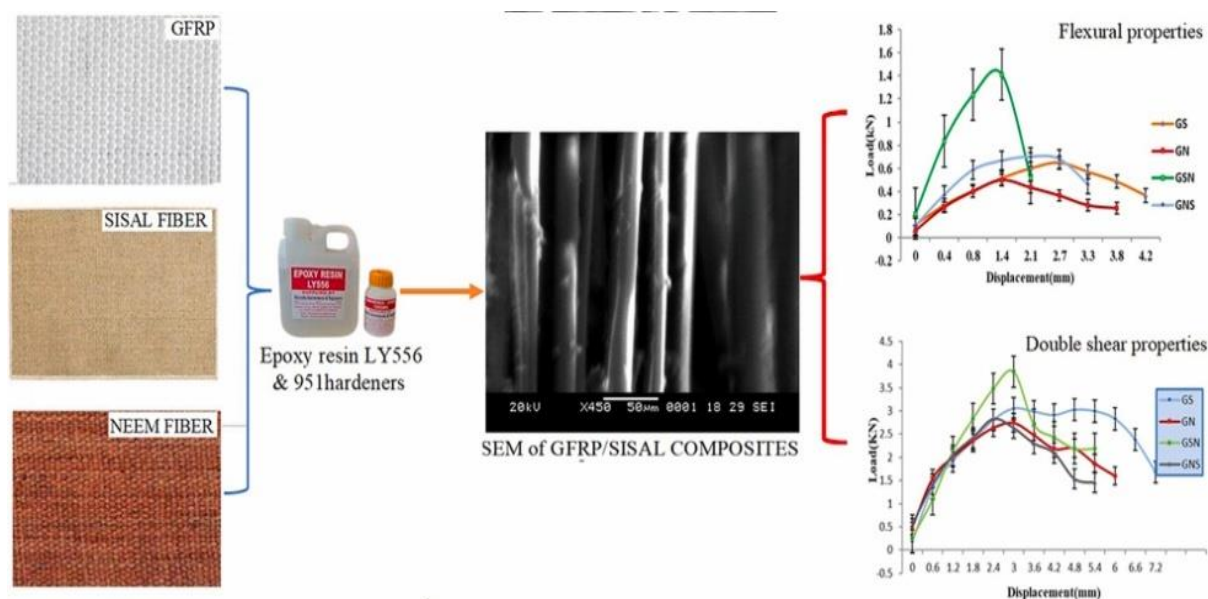 GFRP
SISAL FIBER
NEEM FIBER
EPOXY RESIN
LY556
Epoxy resin LY556
& 951hardeners
20kV X450 50μm 0001 18 29 SEI
SEM of GFRP/SISAL COMPOSITES
Flexural properties
Load(kN)
1.8
1.6
1.4
1.2
1
0.8
0.6
0.4
0.2
0
-0.2
0 0.4 0.8 1.4 2.1 2.7 3.3 3.8 4.2
Displacement(mm)
GS
GN
GSN
GNS
Double shear properties
Load(KN)
4.5
4
3.5
3
2.5
2
1.5
1
0.5
0
-0.5
0 0.6 1.2 1.8 2.4 3 3.6 4.2 4.8 5.4 6 6.6 7.2
Displacement(mm)
GS
GN
GSN
GNS